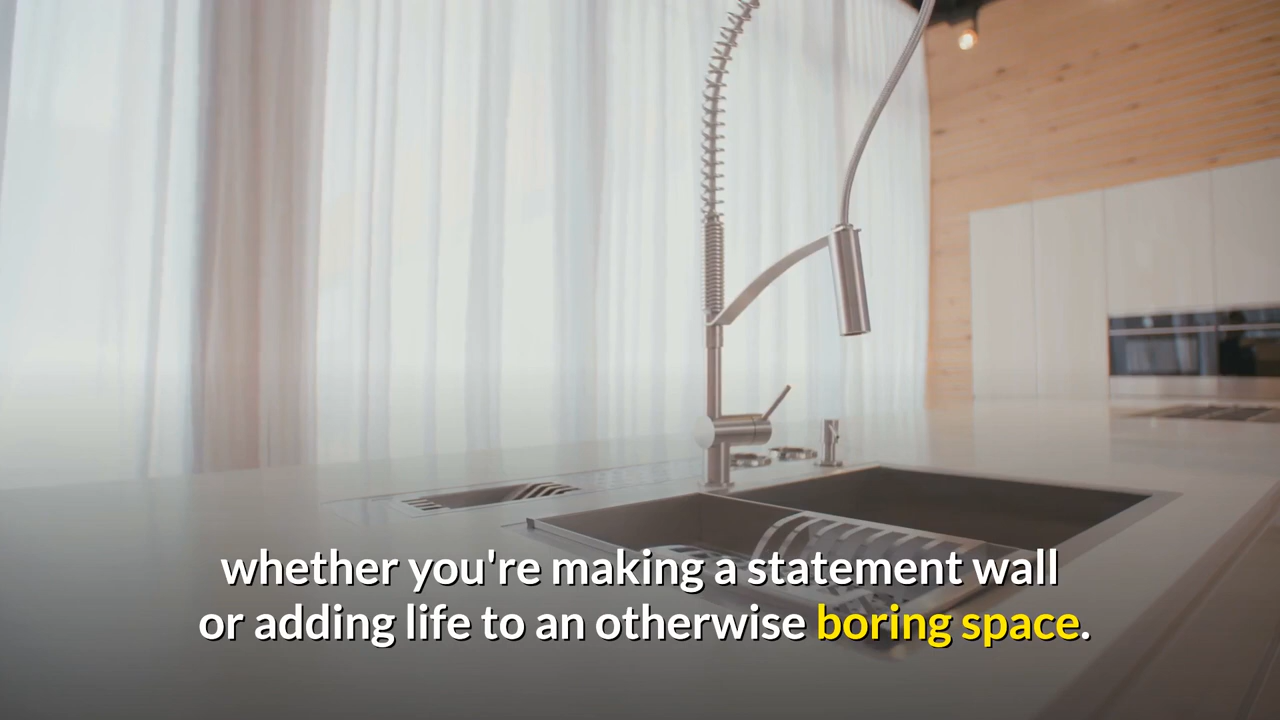 whether you're making a statement wall
or adding life to an otherwise boring space.